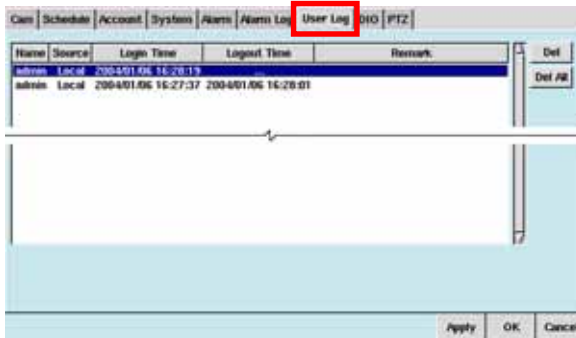 Cam Schedule Account System Alarm Alarm Log User Log DIO PTZ
Name Source Login Time Logout Time Remark Del
admin Local 2004/01/06 16:28:19 ... Del All
admin Local 2004/01/06 16:27:37 2004/01/06 16:28:01
Apply OK Cance